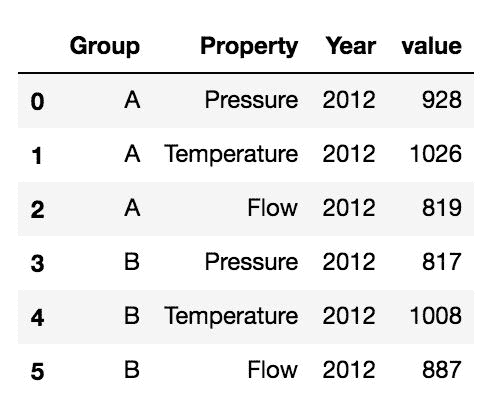 Group Property Year value
0 A Pressure 2012 928
1 A Temperature 2012 1026
2 A Flow 2012 819
3 B Pressure 2012 817
4 B Temperature 2012 1008
5 B Flow 2012 887